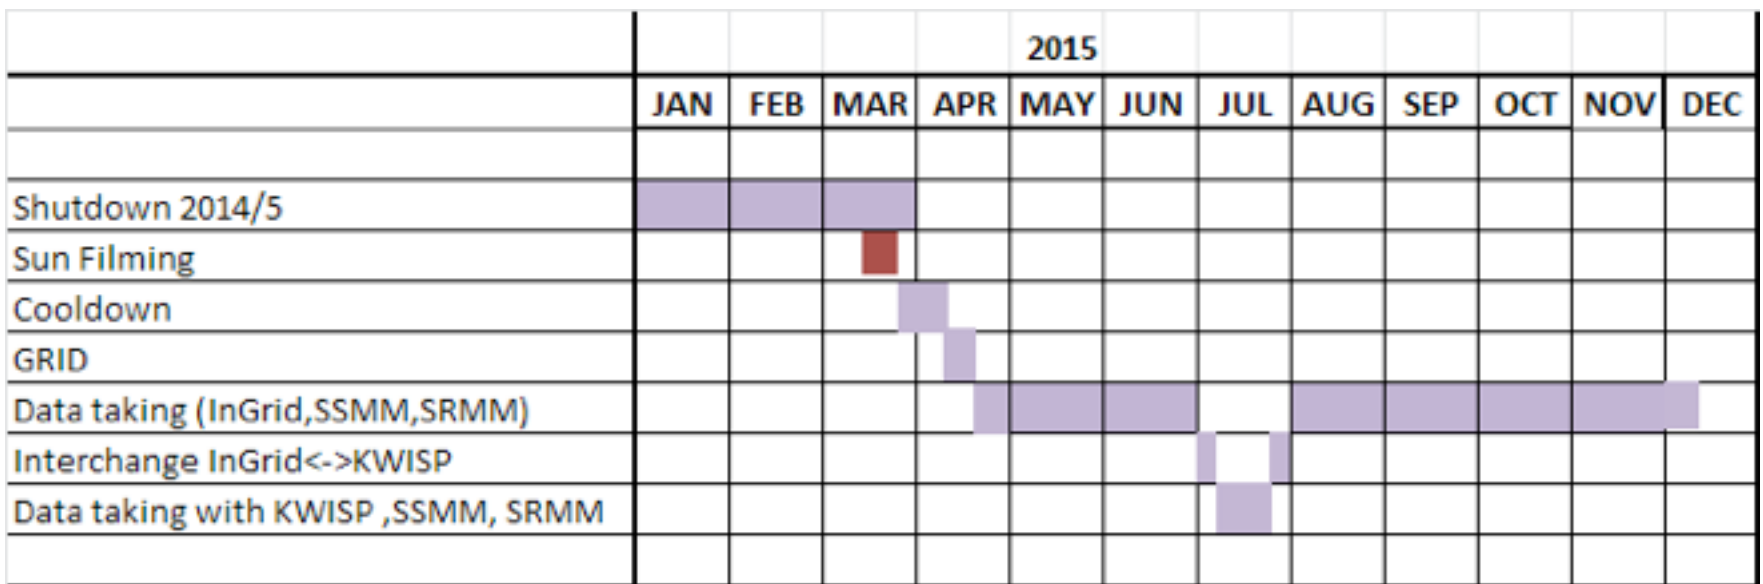 2015
JAN FEB MAR APR MAY JUN JUL AUG SEP OCT NOV DEC
Shutdown 2014/5
Sun Filming
Cooldown
GRID
Data taking (InGrid,SSMM,SRMM)
Interchange InGrid<->KWISP
Data taking with KWISP ,SSMM, SRMM